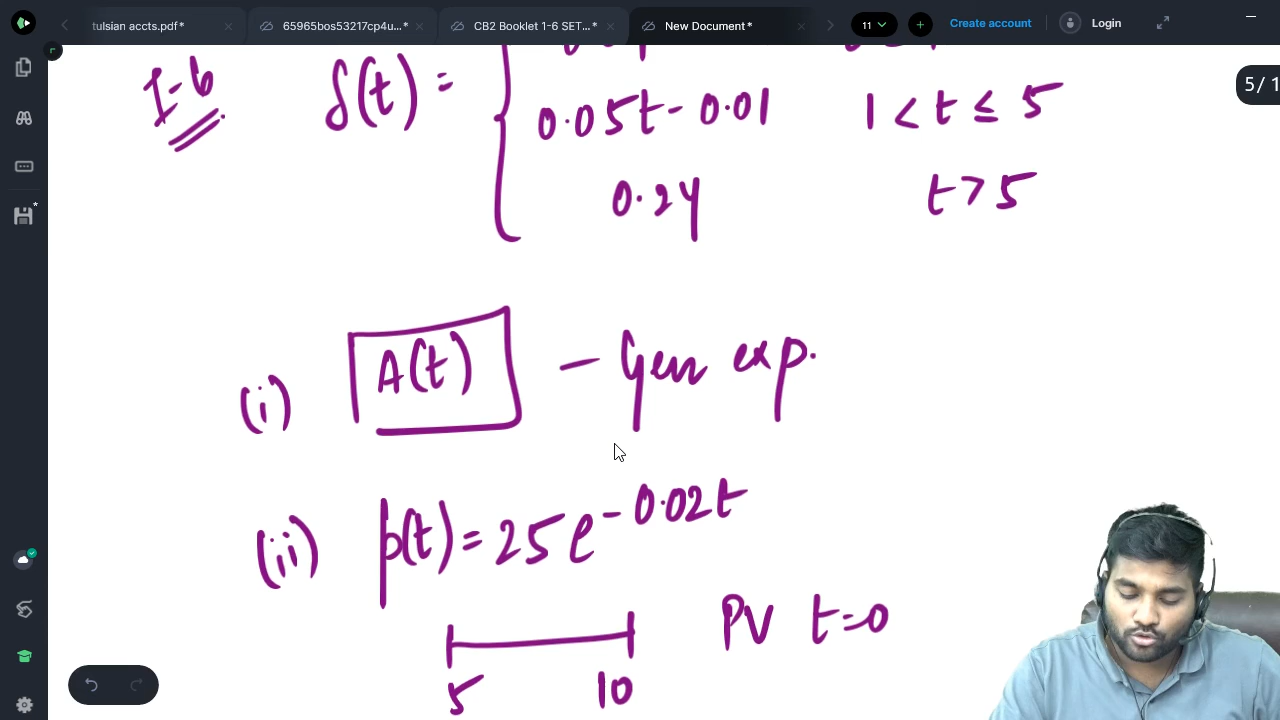 tulsian accts.pdf*
65965bos53217cp4u...*
CB2 Booklet 1-6 SET...*
New Document*
11
Create account
Login
5/1
I-6
δ(t) =
0.05t - 0.01 1 < t ≤ 5
0.24 t > 5
(i) A(t) - Gen exp.
(ii) ρ(t) = 25e^-0.02t
PV t=0
5 10